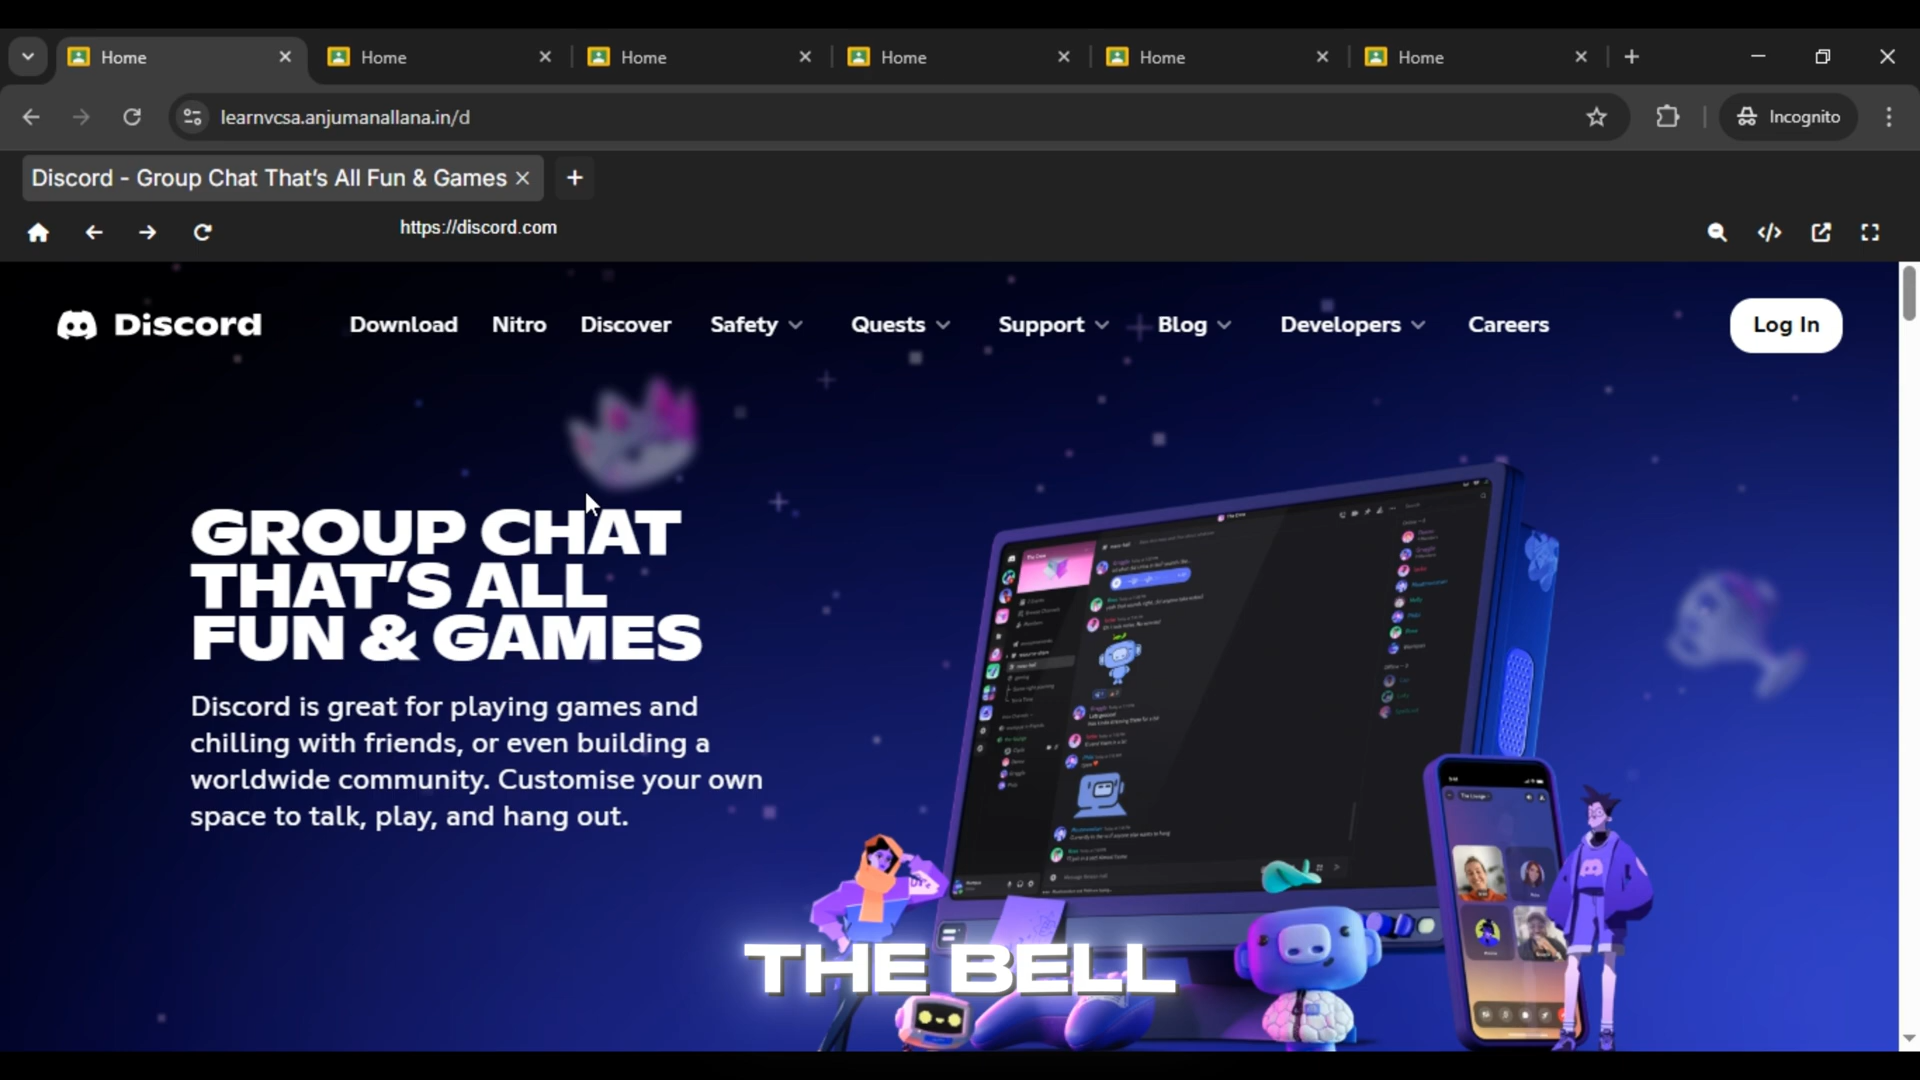 Home
Home
Home
Home
Home
Home
learnvcsa.anjumanallana.in/d
Incognito
Discord - Group Chat That's All Fun & Games
https://discord.com
Discord
Download
Nitro
Discover
Safety
Quests
Support
Blog
Developers
Careers
Log In
GROUP CHAT
THAT'S ALL
FUN & GAMES
Discord is great for playing games and
chilling with friends, or even building a
worldwide community. Customise your own
space to talk, play, and hang out.
THE BELL